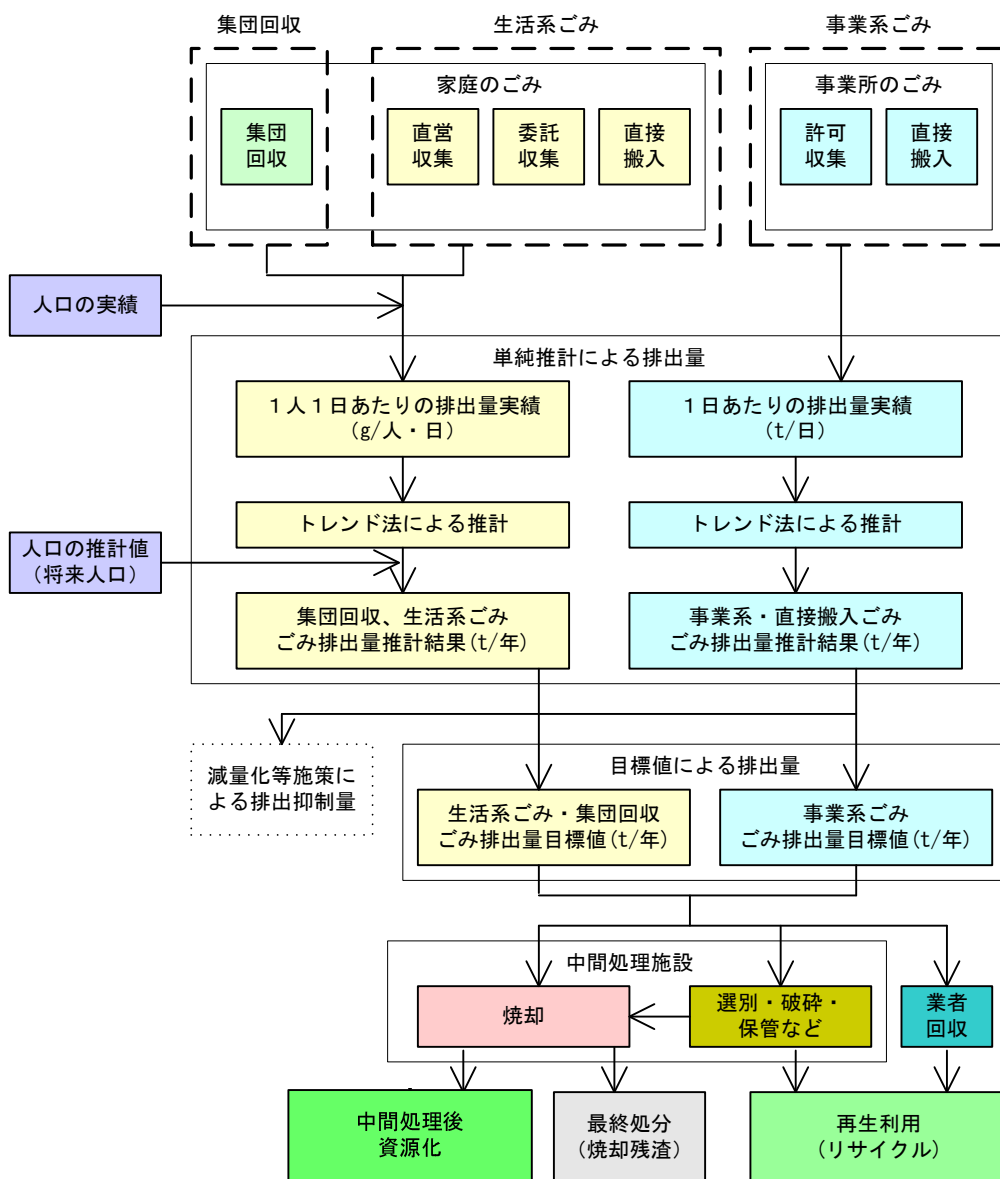 集団回収
生活系ごみ
事業系ごみ
家庭のごみ
事業所のごみ
集団
回収
直営
収集
委託
収集
直接
搬入
許可
収集
直接
搬入
人口の実績
単純推計による排出量
1人1日あたりの排出量実績
(g/人・日)
1日あたりの排出量実績
(t/日)
トレンド法による推計
トレンド法による推計
人口の推計値
(将来人口)
集団回収、生活系ごみ
ごみ排出量推計結果(t/年)
事業系・直接搬入ごみ
ごみ排出量推計結果(t/年)
減量化等施策に
よる排出抑制量
目標値による排出量
生活系ごみ・集団回収
ごみ排出量目標値(t/年)
事業系ごみ
ごみ排出量目標値(t/年)
中間処理施設
焼却
選別・破砕・
保管など
業者
回収
中間処理後
資源化
最終処分
(焼却残渣)
再生利用
(リサイクル)